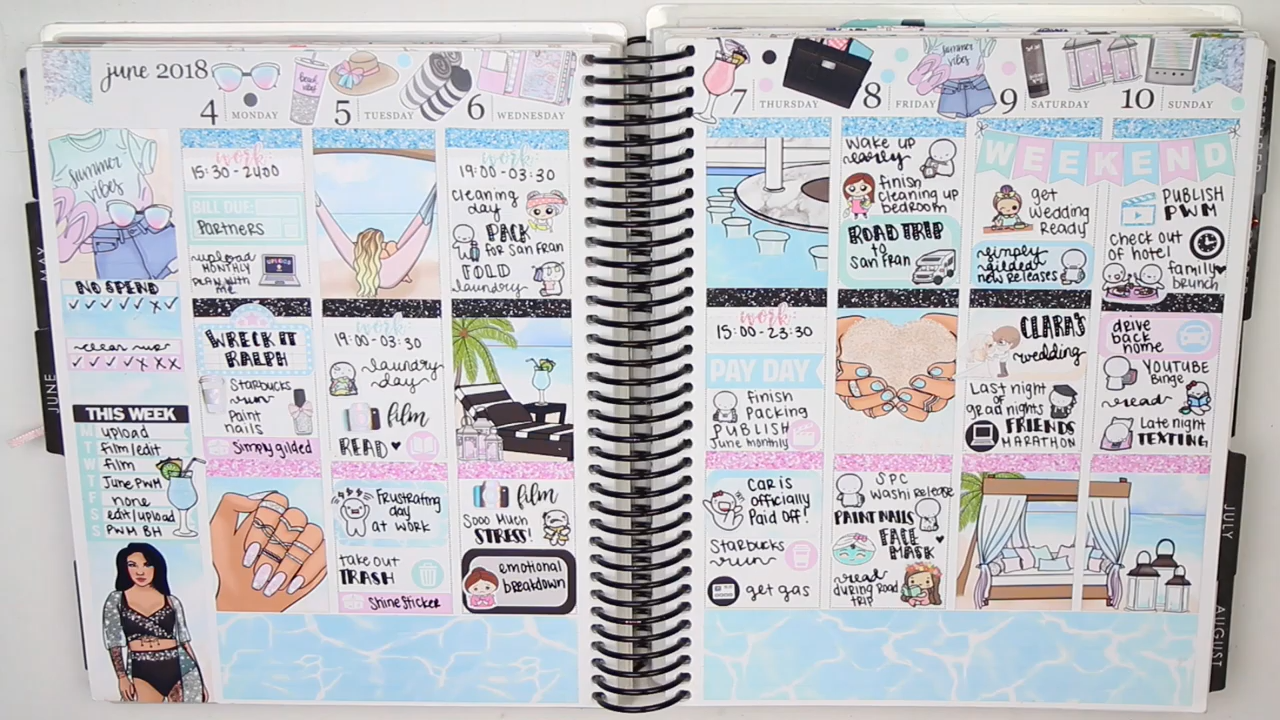 june 2018
4 MONDAY
5 TUESDAY
6 WEDNESDAY
7 THURSDAY
8 FRIDAY
9 SATURDAY
10 SUNDAY
summer
vibes
NO SPEND
THIS WEEK
M upload
T film/edit
W film
T June PWM
F none
S edit/upload
S PWM BH
work:
15:30 - 2400
BILL DUE:
Partners
upload
MONTHLY
PLAN WITH
ME
UPLOAD
WRECK IT
RALPH
Starbucks
run
Paint
nails
Simply gilded
work:
19:00 - 03:30
laundry
day
film
READ ♥
Frustrating
day
at work
take out
TRASH
Shine Sticker
work:
19:00 - 03:30
cleaning
day
PACK
for San Fran
FOLD
laundry
film
Sooo Much
STRESS!
emotional
breakdown
work:
15:00 - 23:30
PAY DAY
finish
Packing
PUBLISH
June monthly
Car is
officially
Paid off!
Starbucks
run
get gas
summer
vibes
Wake up
early
finish
cleaning up
bedroom
ROAD TRIP
to
San Fran
SPC
Washi Release
PAINT NAILS
FACE
MASK
read
during Road
trip
WEEKEND
get
Wedding
Ready
simply
gilded
new releases
CLARA'S
wedding
Last night
of
grad nights
FRIENDS
MARATHON
PUBLISH
PWM
check out
of hotel
family ♥
brunch
drive
back
home
YOUTUBE
Binge
read
Late night
TEXTING
MAY
JUNE
JULY
AUGUST